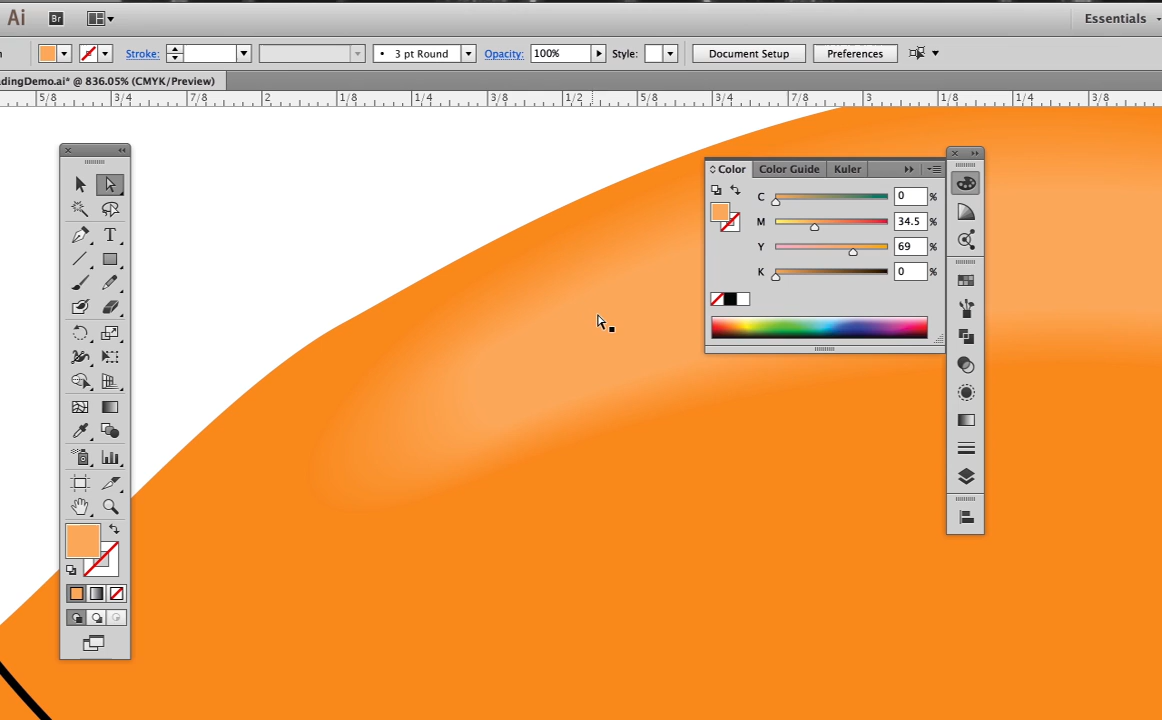 Ai Br Essentials
n Stroke: 3 pt Round Opacity: 100% Style: Document Setup Preferences
adingDemo.ai* @ 836.05% (CMYK/Preview)
5/8 3/4 7/8 2 1/8 1/4 3/8 1/2 5/8 3/4 7/8 3 1/8 1/4 3/8
Color Color Guide Kuler
C 0 %
M 34.5 %
Y 69 %
K 0 %
T